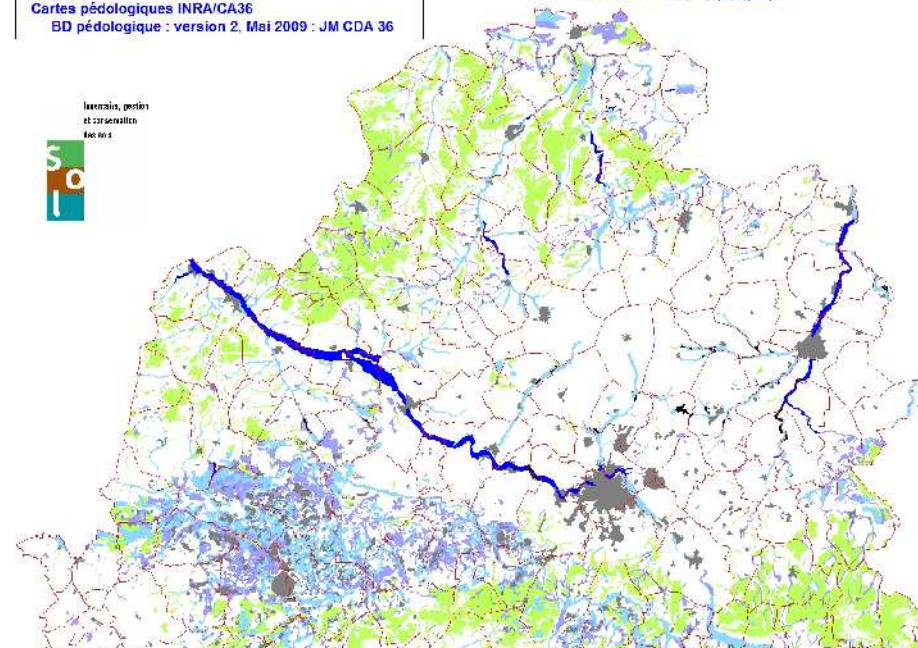 Cartes pédologiques INRA/CA36
BD pédologique : version 2, Mai 2009 : JM CDA 36
Inventaire, gestion
et conservation
des sols
Sol